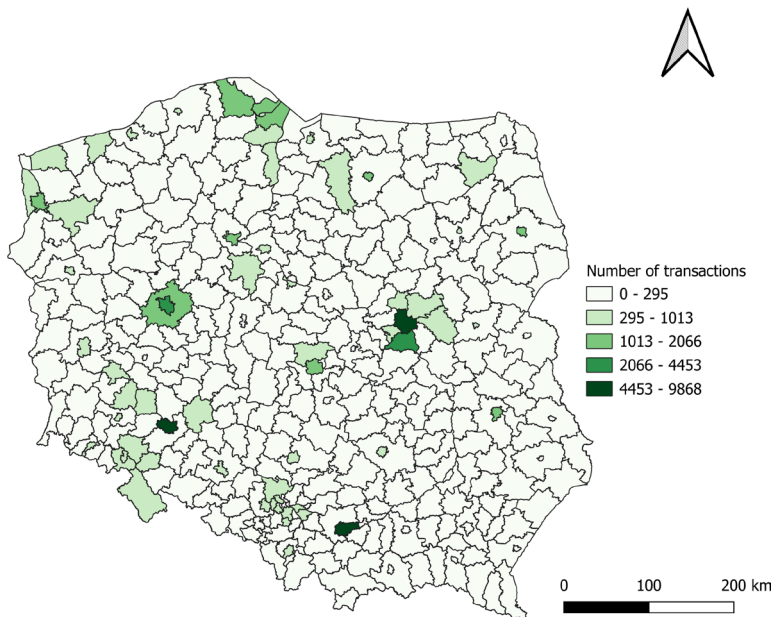 Number of transactions
0 - 295
295 - 1013
1013 - 2066
2066 - 4453
4453 - 9868
0 100 200 km